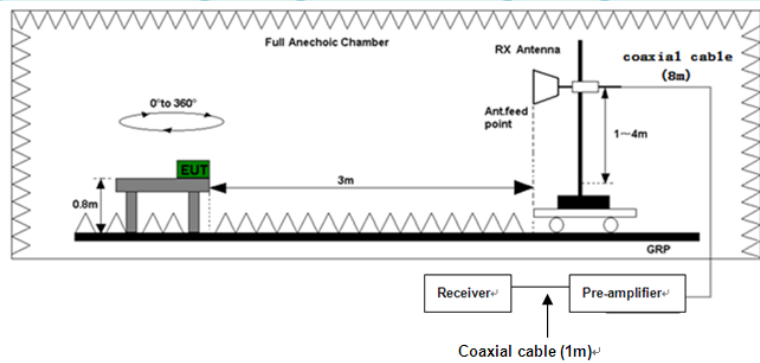 Full Anechoic Chamber
RX Antenna
coaxial cable
(8m)
0°to 360°
Ant.feed
point
1～4m
EUT
3m
0.8m
GRP
Receiver↵
Pre-amplifier↵
Coaxial cable (1m)↵